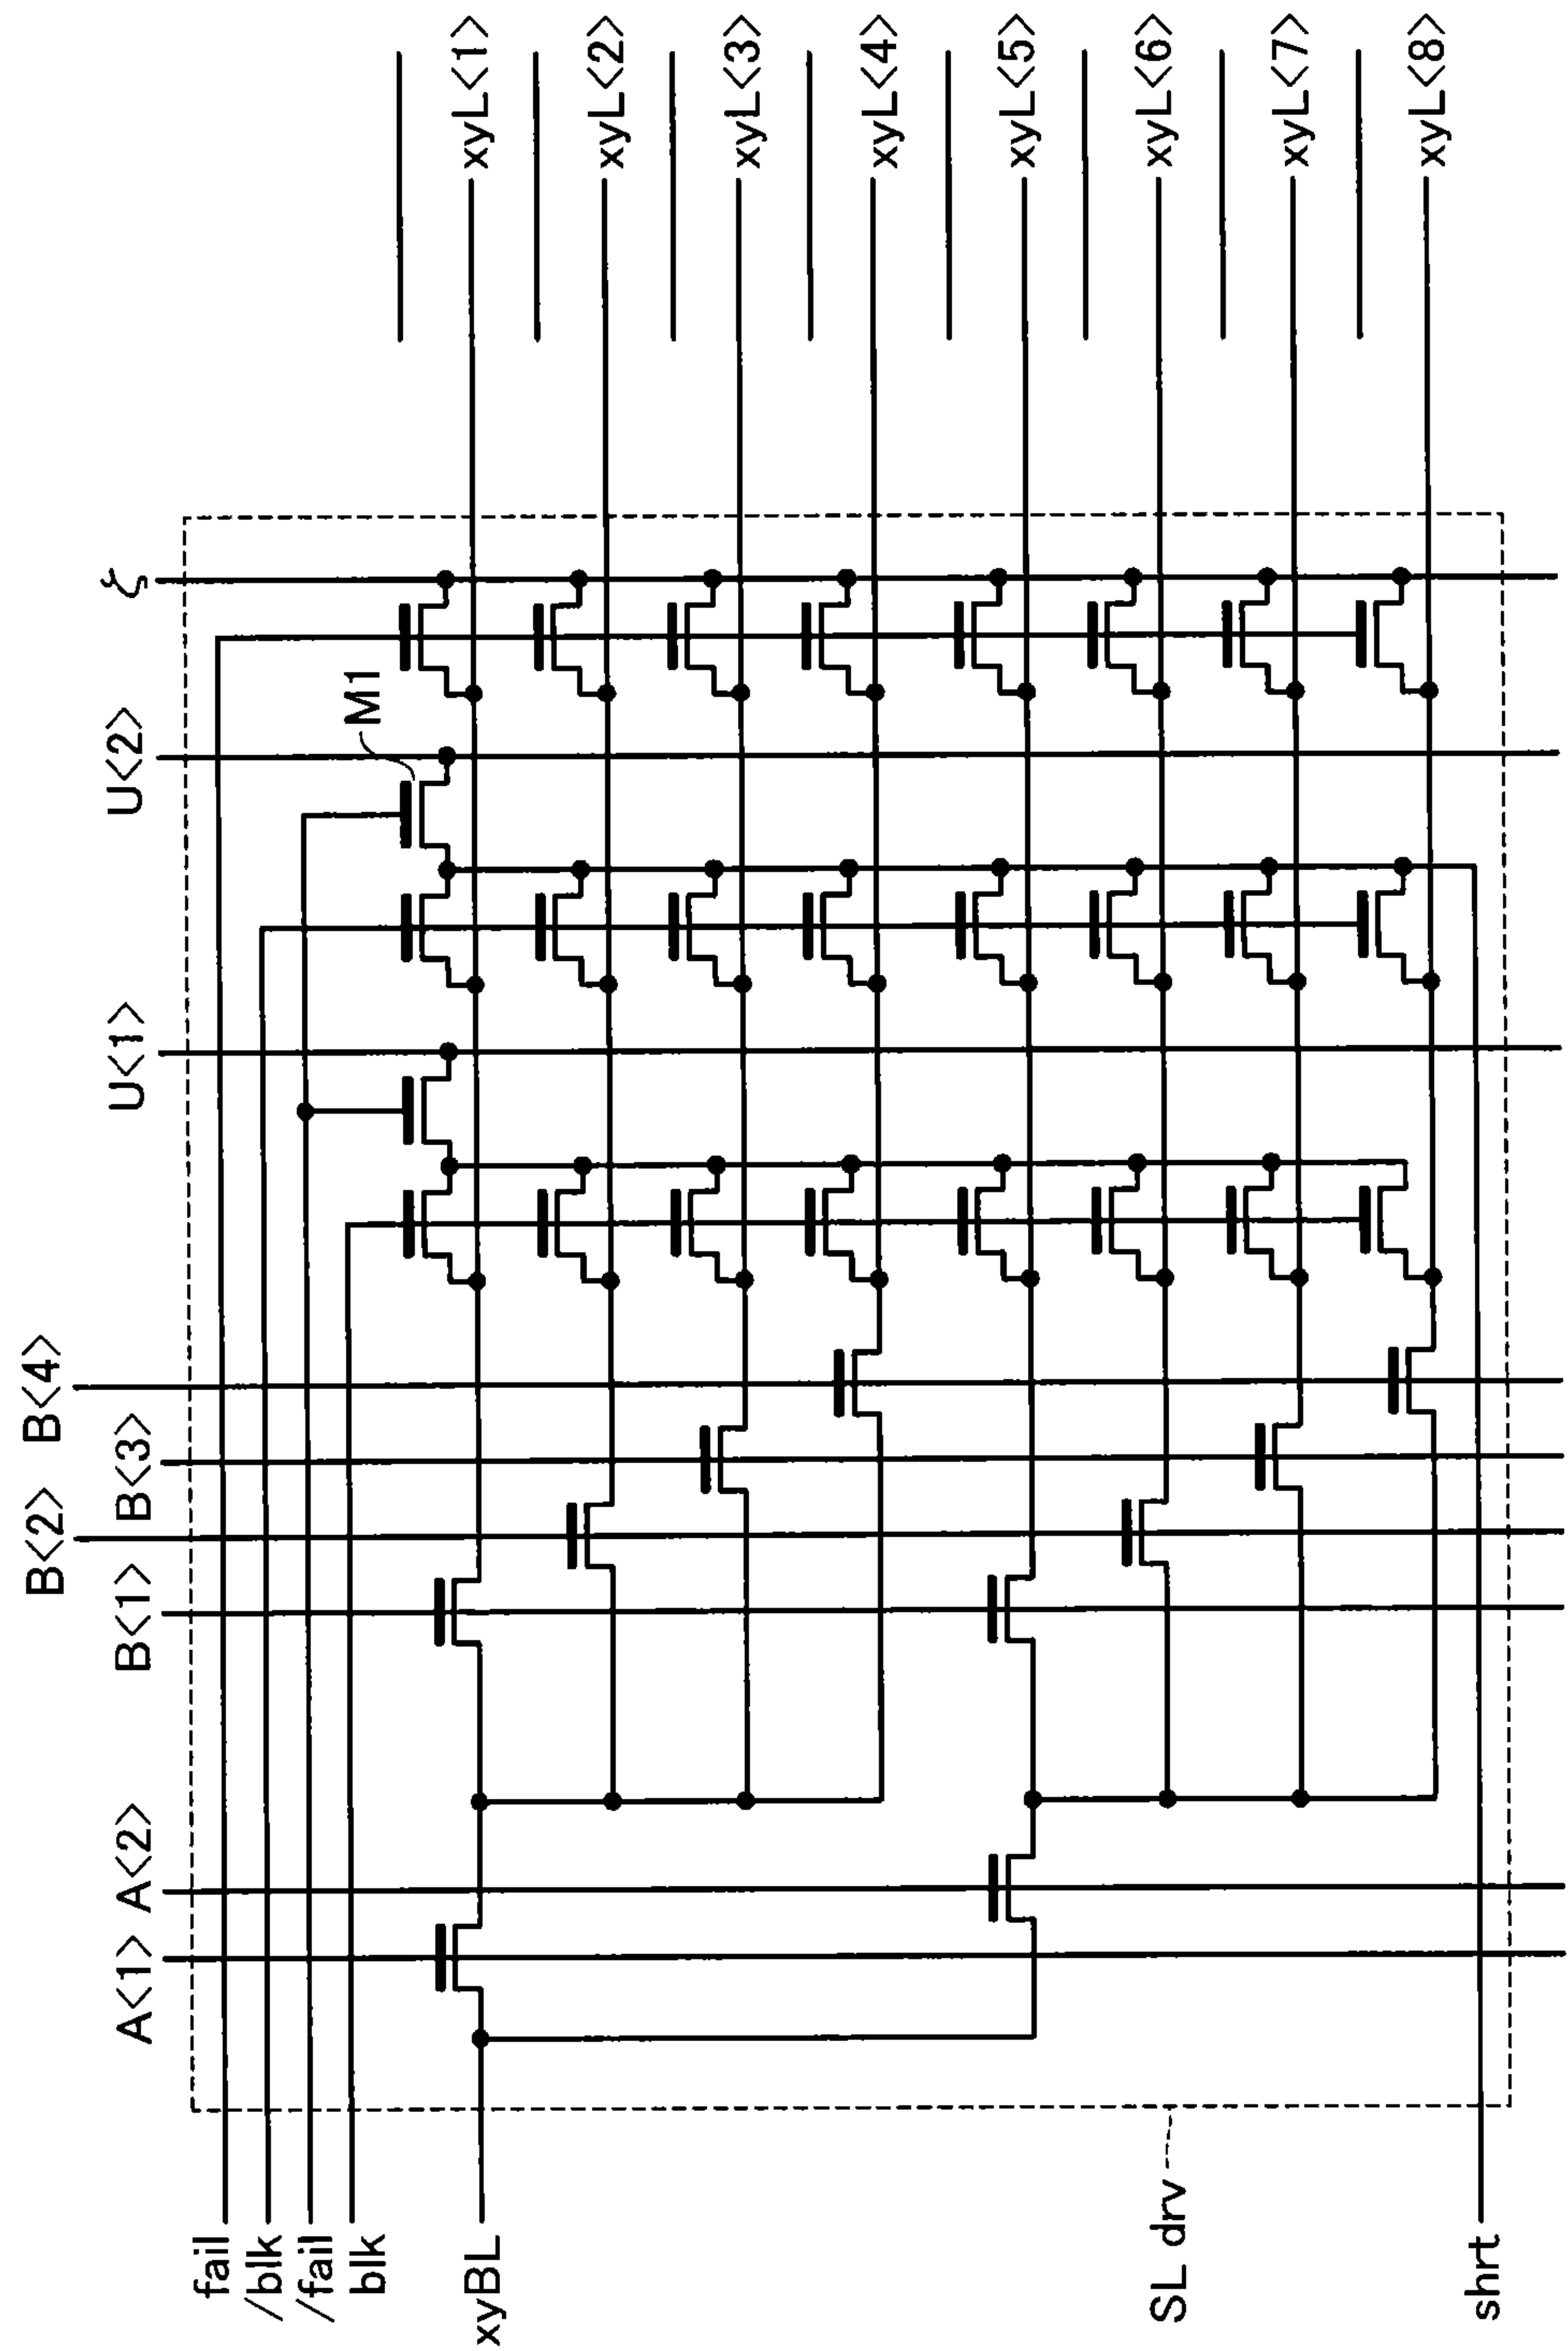 fail
/blk
/fail
blk
xyBL
SL drv
shrt
A<1>
A<2>
B<1>
B<2>
B<3>
B<4>
U<1>
U<2>
ζ
M1
xyL<1>
xyL<2>
xyL<3>
xyL<4>
xyL<5>
xyL<6>
xyL<7>
xyL<8>